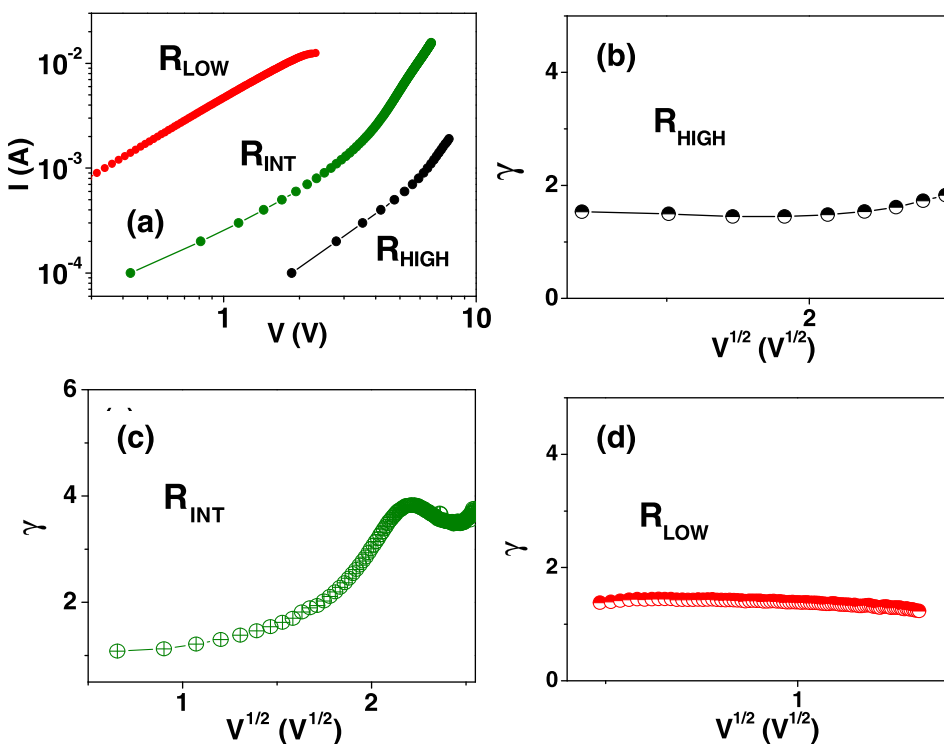 R_LOW
R_INT
R_HIGH
(a)
I (A)
10^-2
10^-3
10^-4
1
10
V (V)
(b)
R_HIGH
γ
4
2
0
2
V^1/2 (V^1/2)
(c)
R_INT
γ
6
4
2
1
2
V^1/2 (V^1/2)
(d)
R_LOW
γ
4
2
0
1
V^1/2 (V^1/2)